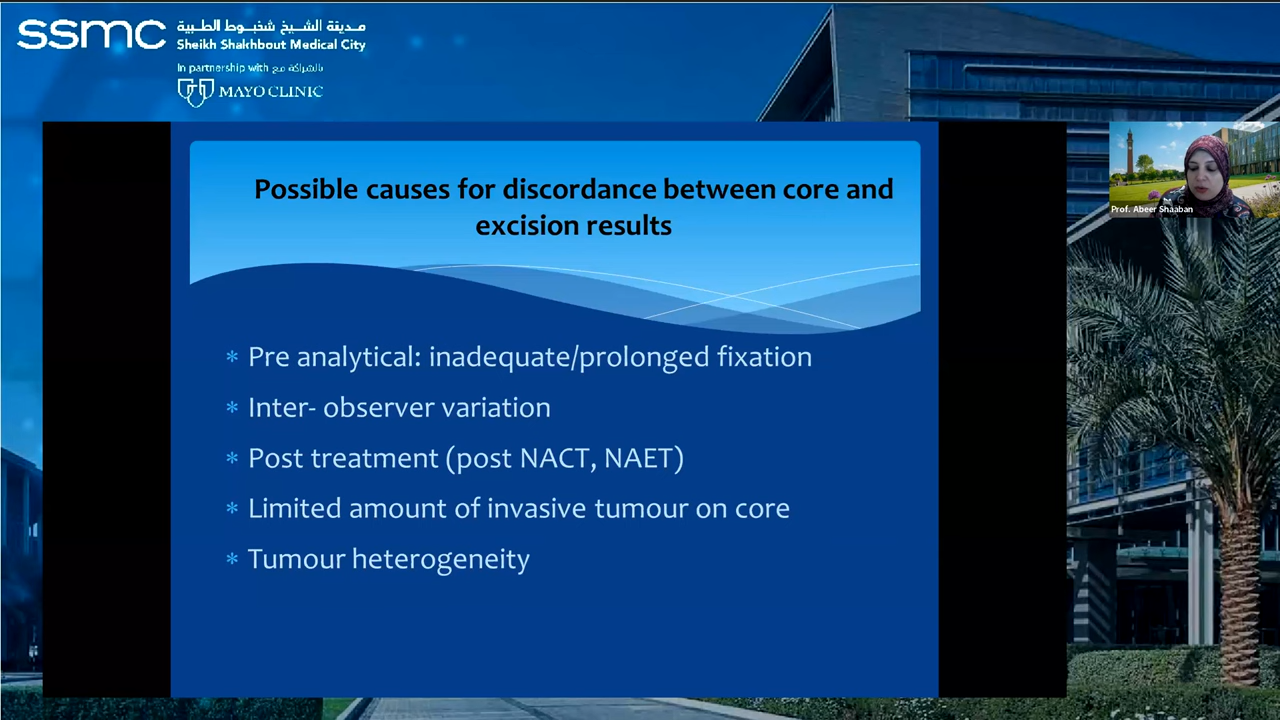 ssmc
مدينة الشيخ شخبوط الطبية
Sheikh Shakhbout Medical City
In partnership with بالشراكة مع
MAYO CLINIC
Possible causes for discordance between core and
excision results
Prof. Abeer Shaaban
* Pre analytical: inadequate/prolonged fixation
* Inter- observer variation
* Post treatment (post NACT, NAET)
* Limited amount of invasive tumour on core
* Tumour heterogeneity